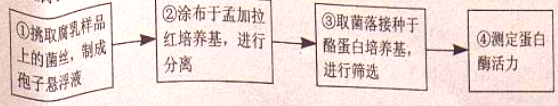 ①挑取腐乳样品
上的菌丝，制成
孢子悬浮液
②涂布于孟加拉
红培养基，进行
分离
③取菌落接种于
酪蛋白培养基，
进行筛选
④测定蛋白
酶活力